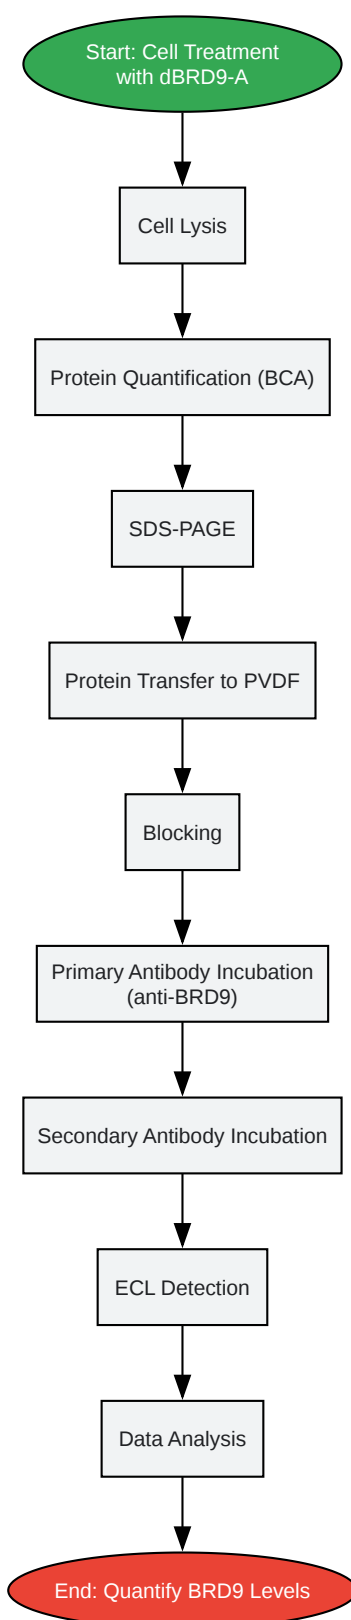 Start: Cell Treatment
with dBRD9-A
Cell Lysis
Protein Quantification (BCA)
SDS-PAGE
Protein Transfer to PVDF
Blocking
Primary Antibody Incubation
(anti-BRD9)
Secondary Antibody Incubation
ECL Detection
Data Analysis
End: Quantify BRD9 Levels